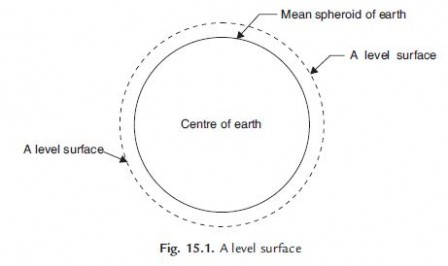 Mean spheroid of earth
A level surface
Centre of earth
A level surface
Fig. 15.1. A level surface